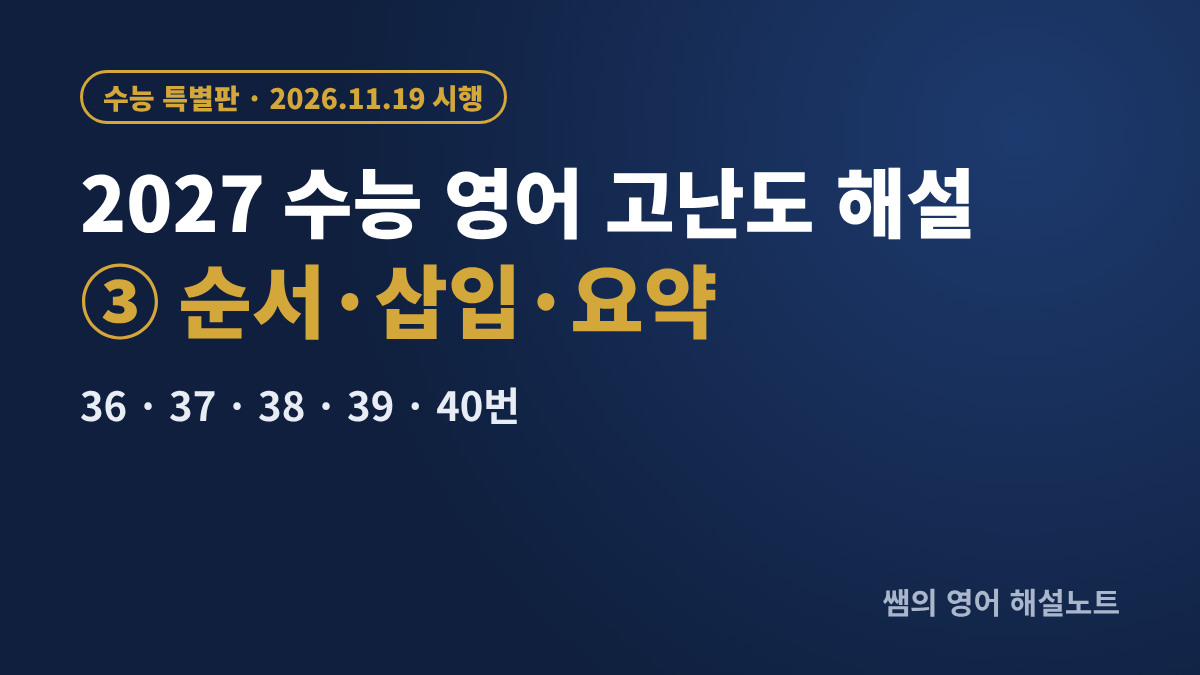 수능 특별판 · 2026.11.19 시행
2027 수능 영어 고난도 해설
③ 순서·삽입·요약
36 · 37 · 38 · 39 · 40번
쌤의 영어 해설노트